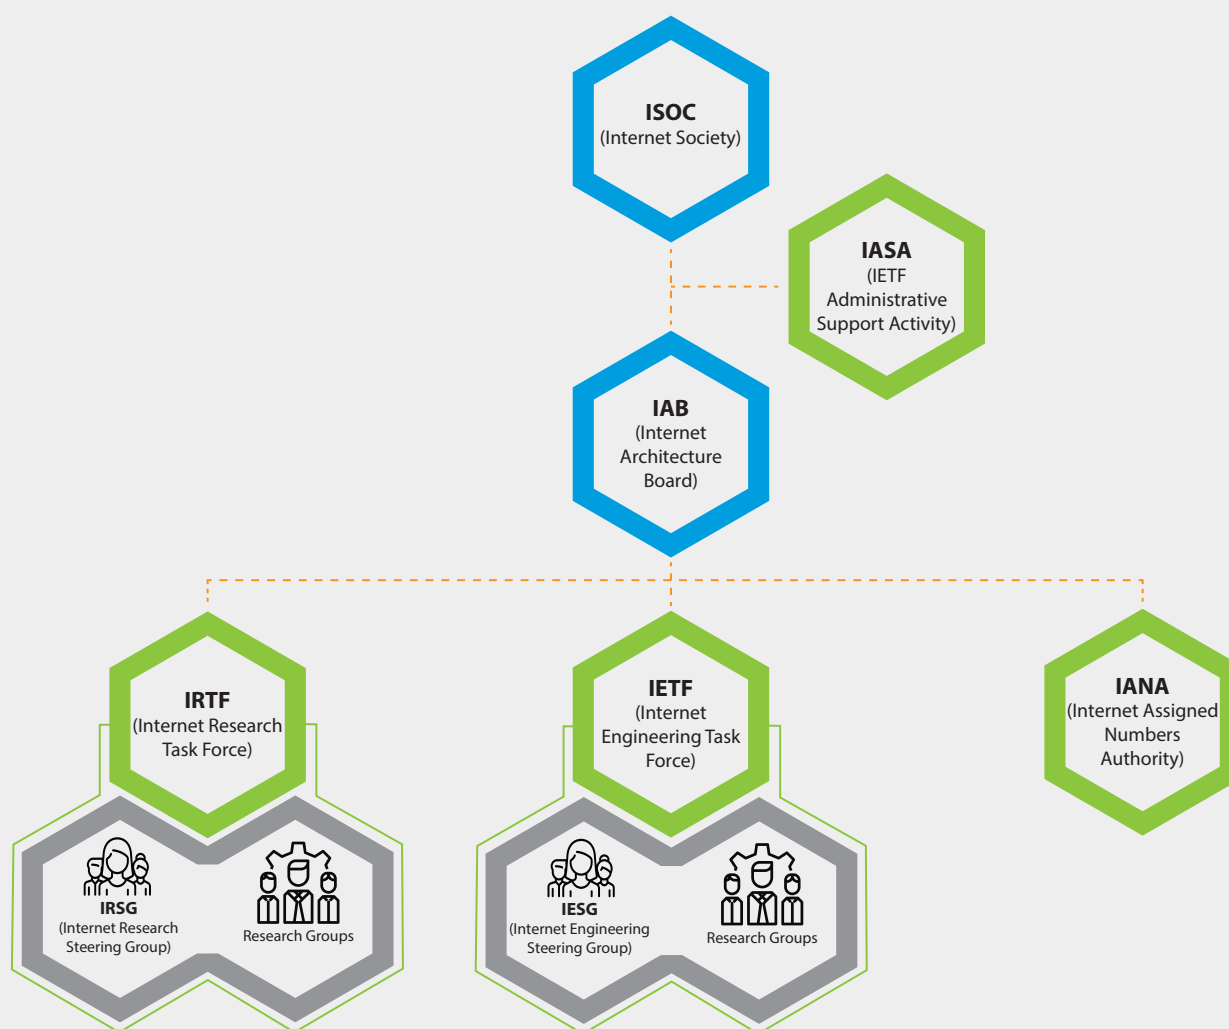 ISOC
(Internet Society)
IASA
(IETF
Administrative
Support Activity)
IAB
(Internet
Architecture
Board)
IRTF
(Internet Research
Task Force)
IETF
(Internet
Engineering Task
Force)
IANA
(Internet Assigned
Numbers
Authority)
IRSG
(Internet Research
Steering Group)
Research Groups
IESG
(Internet Engineering
Steering Group)
Research Groups